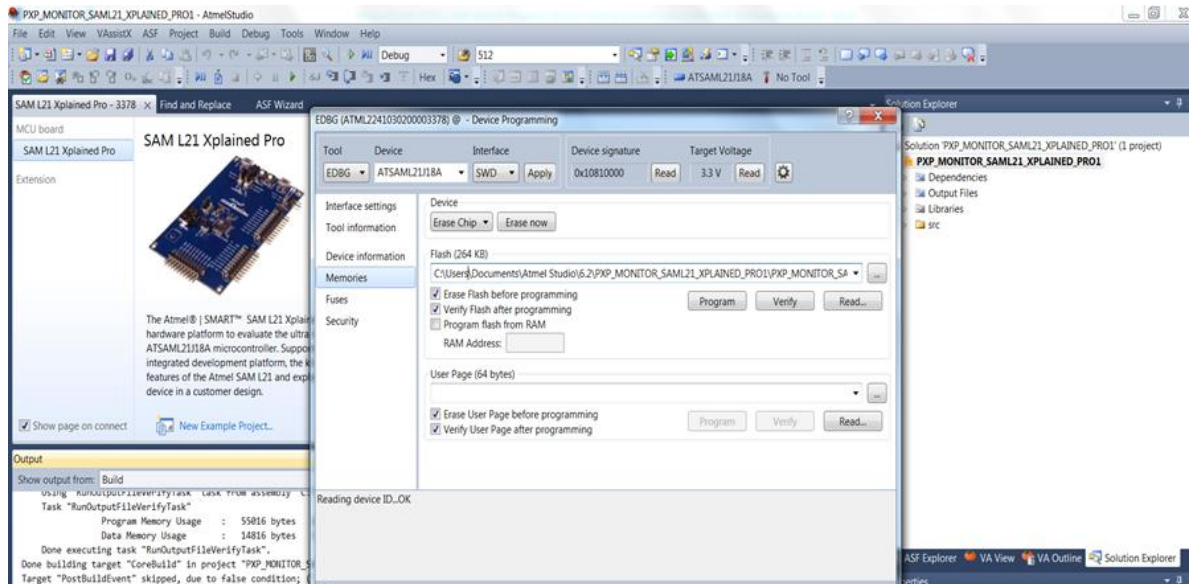 PXP_MONITOR_SAML21_XPLAINED_PRO1 - AtmelStudio
File Edit View VAssistX ASF Project Build Debug Tools Window Help
Debug 512
Hex ATSAML21J18A No Tool
SAM L21 Xplained Pro - 3378 Find and Replace ASF Wizard
MCU board
SAM L21 Xplained Pro
Extension
SAM L21 Xplained Pro
The Atmel® | SMART™ SAM L21
hardware platform to evaluate the
ATSAML21J18A microcontroller.
integrated development platform, the
features of the Atmel SAM L21 and
device in a customer design.
Show page on connect
New Example Project...
EDBG (ATML2241030200003378) @ - Device Programming
Tool Device Interface Device signature Target Voltage
EDBG ATSAML21J18A SWD Apply 0x10810000 Read 3.3 V Read
Interface settings
Tool information
Device information
Memories
Fuses
Security
Device
Erase Chip Erase now
Flash (264 KB)
C:\Users\Documents\Atmel Studio\6.2\PXP_MONITOR_SAML21_XPLAINED_PRO1\PXP_MONITOR_SA ...
Erase Flash before programming
Verify Flash after programming
Program flash from RAM
RAM Address:
Program Verify Read...
User Page (64 bytes)
...
Erase User Page before programming
Verify User Page after programming
Program Verify Read...
Reading device ID...OK
Solution Explorer
Solution 'PXP_MONITOR_SAML21_XPLAINED_PRO1' (1 project)
PXP_MONITOR_SAML21_XPLAINED_PRO1
Dependencies
Output Files
Libraries
src
Output
Show output from: Build
Using "RunOutputFileVerifyTask" task from assembly
Task "RunOutputFileVerifyTask"
Program Memory Usage : 55016 bytes
Data Memory Usage : 14816 bytes
Done executing task "RunOutputFileVerifyTask".
Done building target "CoreBuild" in project "PXP_MONITOR_S
Target "PostBuildEvent" skipped, due to false condition; (
ASF Explorer VA View VA Outline Solution Explorer